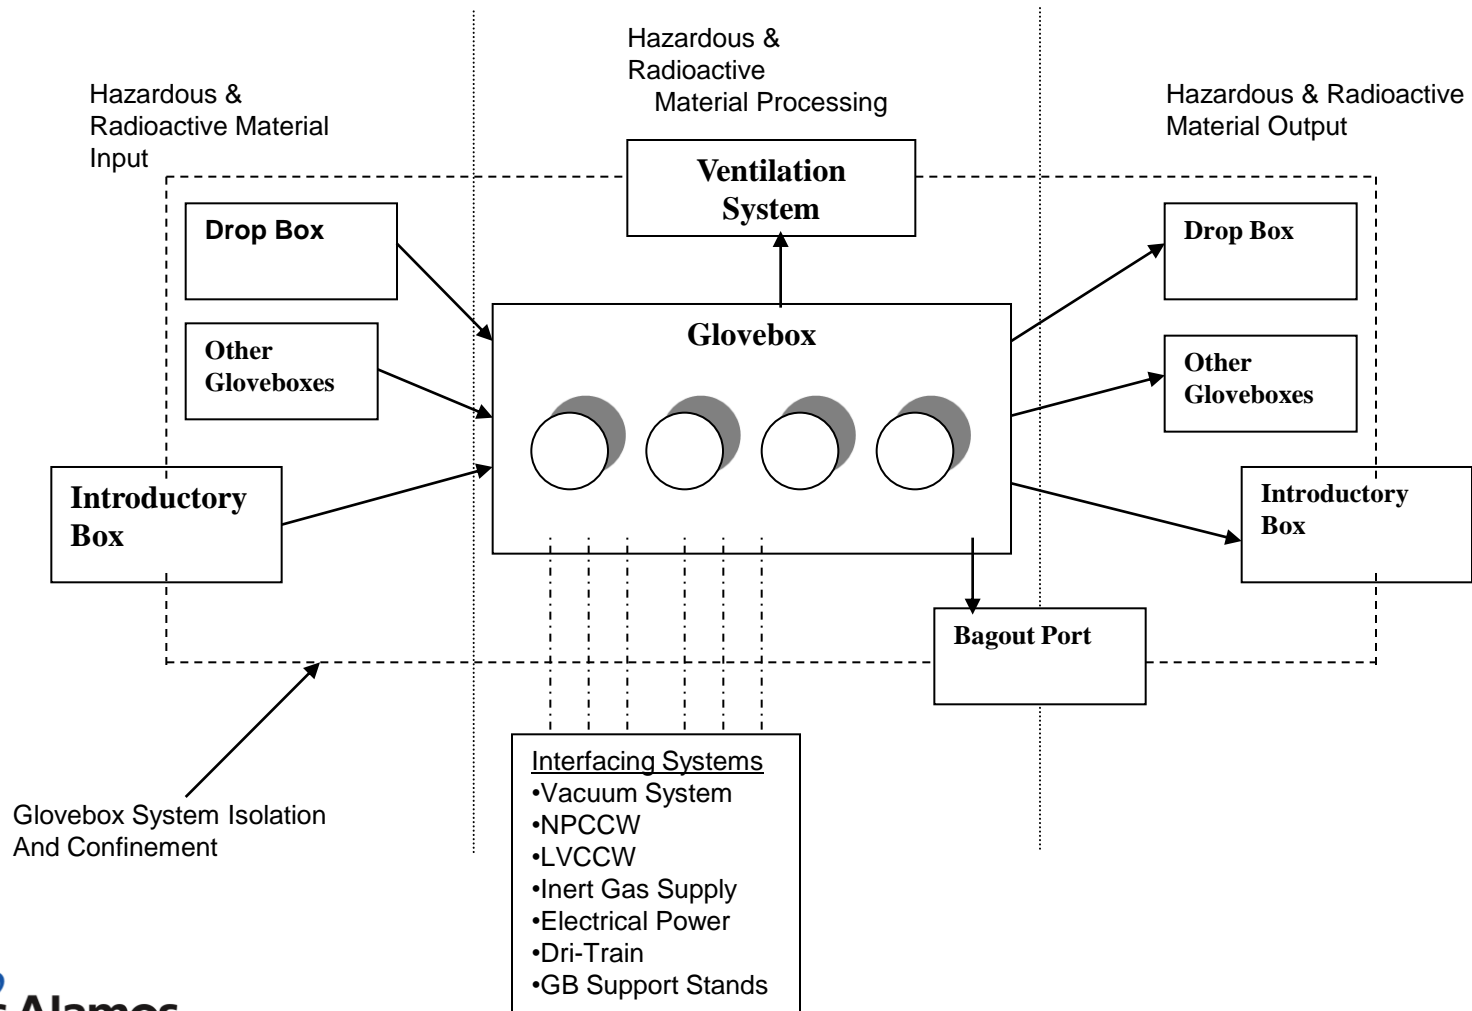 Hazardous &
Radioactive
Material Processing
Hazardous &
Radioactive Material
Input
Hazardous & Radioactive
Material Output
Ventilation
System
Drop Box
Other
Gloveboxes
Introductory
Box
Glovebox
Drop Box
Other
Gloveboxes
Introductory
Box
Bagout Port
Glovebox System Isolation
And Confinement
Interfacing Systems
•Vacuum System
•NPCCW
•LVCCW
•Inert Gas Supply
•Electrical Power
•Dri-Train
•GB Support Stands
Alamos